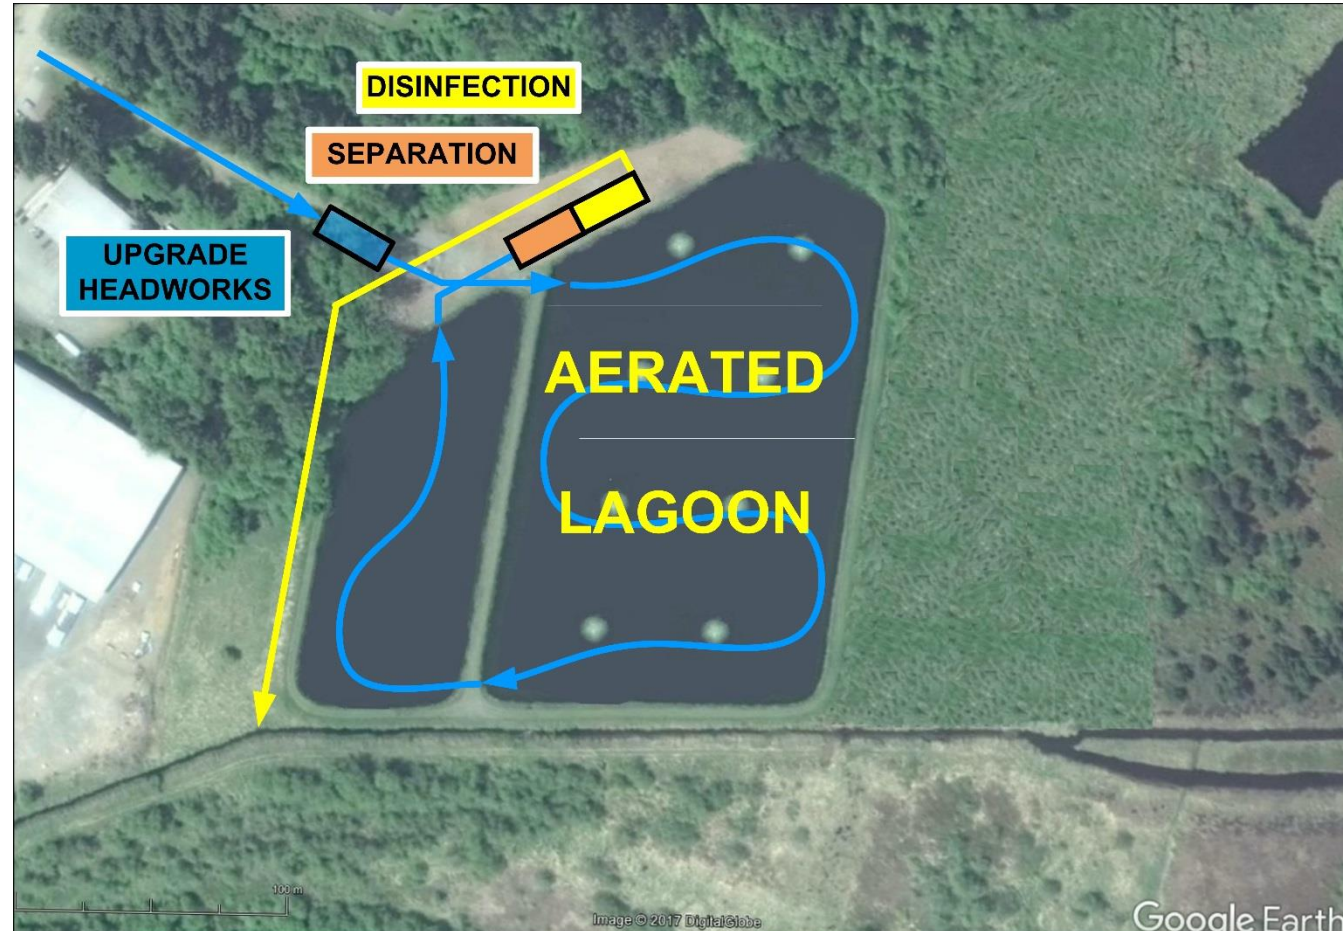 DISINFECTION
SEPARATION
UPGRADE
HEADWORKS
AERATED
LAGOON
100 m
Image © 2017 DigitalGlobe
Google Earth